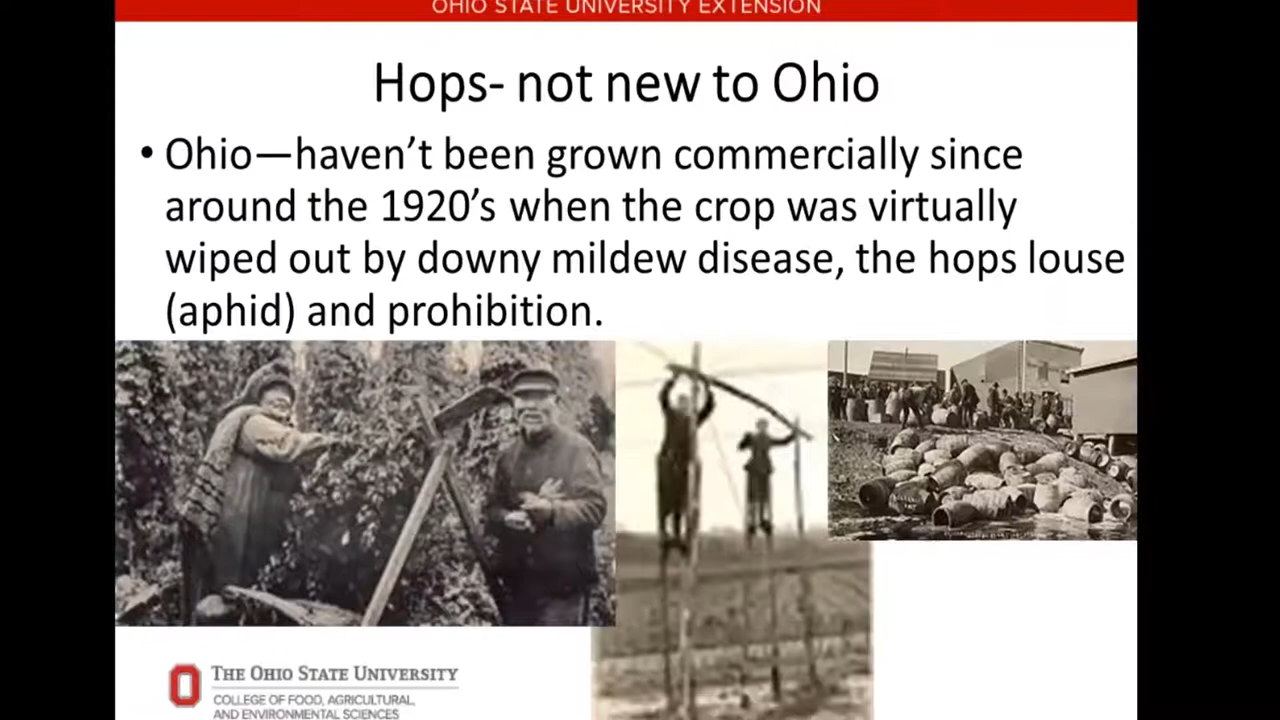 OHIO STATE UNIVERSITY EXTENSION
Hops- not new to Ohio
• Ohio—haven’t been grown commercially since
around the 1920’s when the crop was virtually
wiped out by downy mildew disease, the hops louse
(aphid) and prohibition.
THE OHIO STATE UNIVERSITY
COLLEGE OF FOOD, AGRICULTURAL,
AND ENVIRONMENTAL SCIENCES